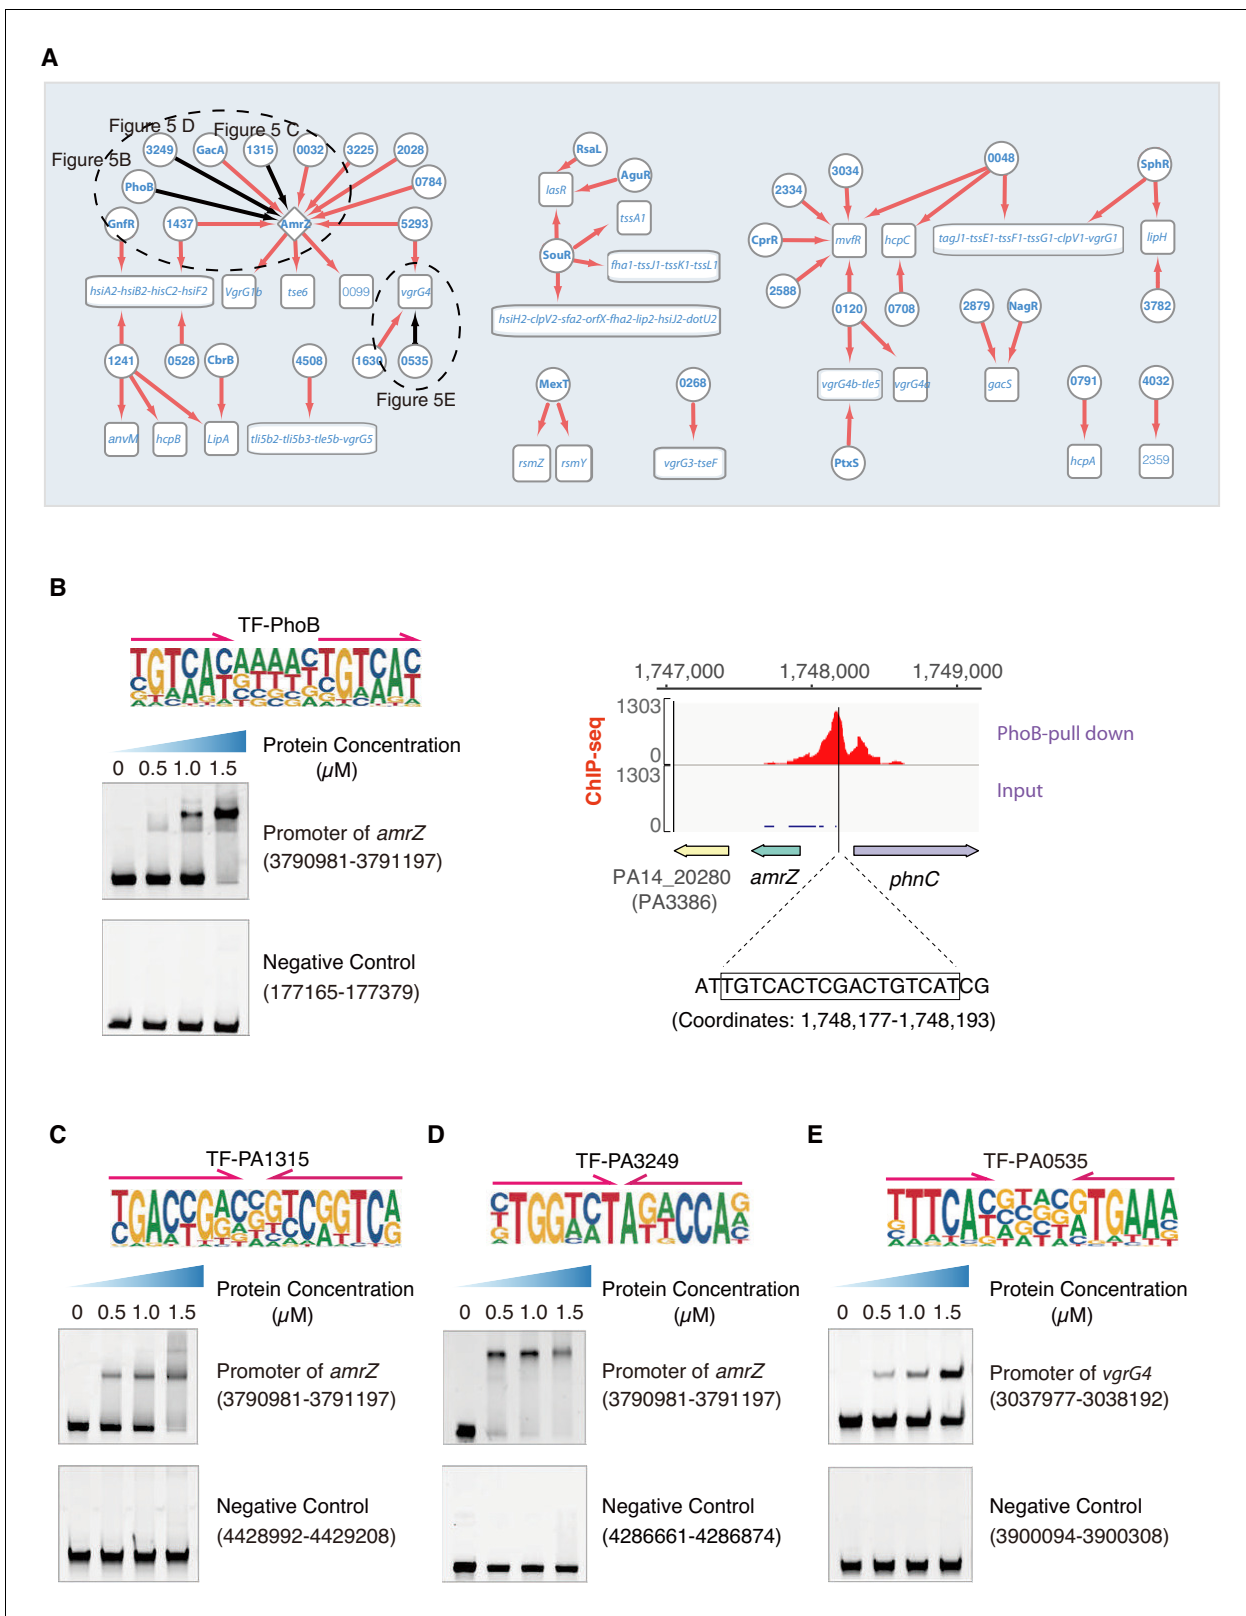 A
Figure 5 D
Figure 5 C
Figure 5B
3249
GacA
1315
0032
3225
2028
PhoB
0784
GnfR
1437
AmrZ
5293
hsiA2-hsiB2-hisC2-hsiF2
VgrG1b
tse6
0099
vgrG4
1241
0528
CbrB
4508
1630
0535
Figure 5E
anvM
hcpB
LipA
tli5b2-tli5b3-tle5b-vgrG5
RsaL
lasR
AguR
tssA1
SouR
fha1-tssJ1-tssK1-tssL1
hsiH2-clpV2-sfa2-orfX-fha2-lip2-hsiJ2-dotU2
MexT
0268
rsmZ
rsmY
vgrG3-tseF
3034
0048
SphR
2334
CprR
mvfR
hcpC
tagJ1-tssE1-tssF1-tssG1-clpV1-vgrG1
lipH
2588
0120
0708
2879
NagR
3782
vgrG4b-tle5
vgrG4a
gacS
0791
4032
PtxS
hcpA
2359
B
TF-PhoB
TGTCACAAAACTGTCAC
Protein Concentration
(µM)
0 0.5 1.0 1.5
Promoter of amrZ
(3790981-3791197)
Negative Control
(177165-177379)
1,747,000 1,748,000 1,749,000
ChIP-seq
1303
0
PhoB-pull down
1303
0
Input
PA14_20280
(PA3386)
amrZ
phnC
ATTGTCACTCGACTGTCATCG
(Coordinates: 1,748,177-1,748,193)
C
TF-PA1315
TGACCGACCGTCGGTCA
Protein Concentration
(µM)
0 0.5 1.0 1.5
Promoter of amrZ
(3790981-3791197)
Negative Control
(4428992-4429208)
D
TF-PA3249
CTGGTCTAGACCAG
Protein Concentration
(µM)
0 0.5 1.0 1.5
Promoter of amrZ
(3790981-3791197)
Negative Control
(4286661-4286874)
E
TF-PA0535
TTTCACGTACGTGAAA
Protein Concentration
(µM)
0 0.5 1.0 1.5
Promoter of vgrG4
(3037977-3038192)
Negative Control
(3900094-3900308)